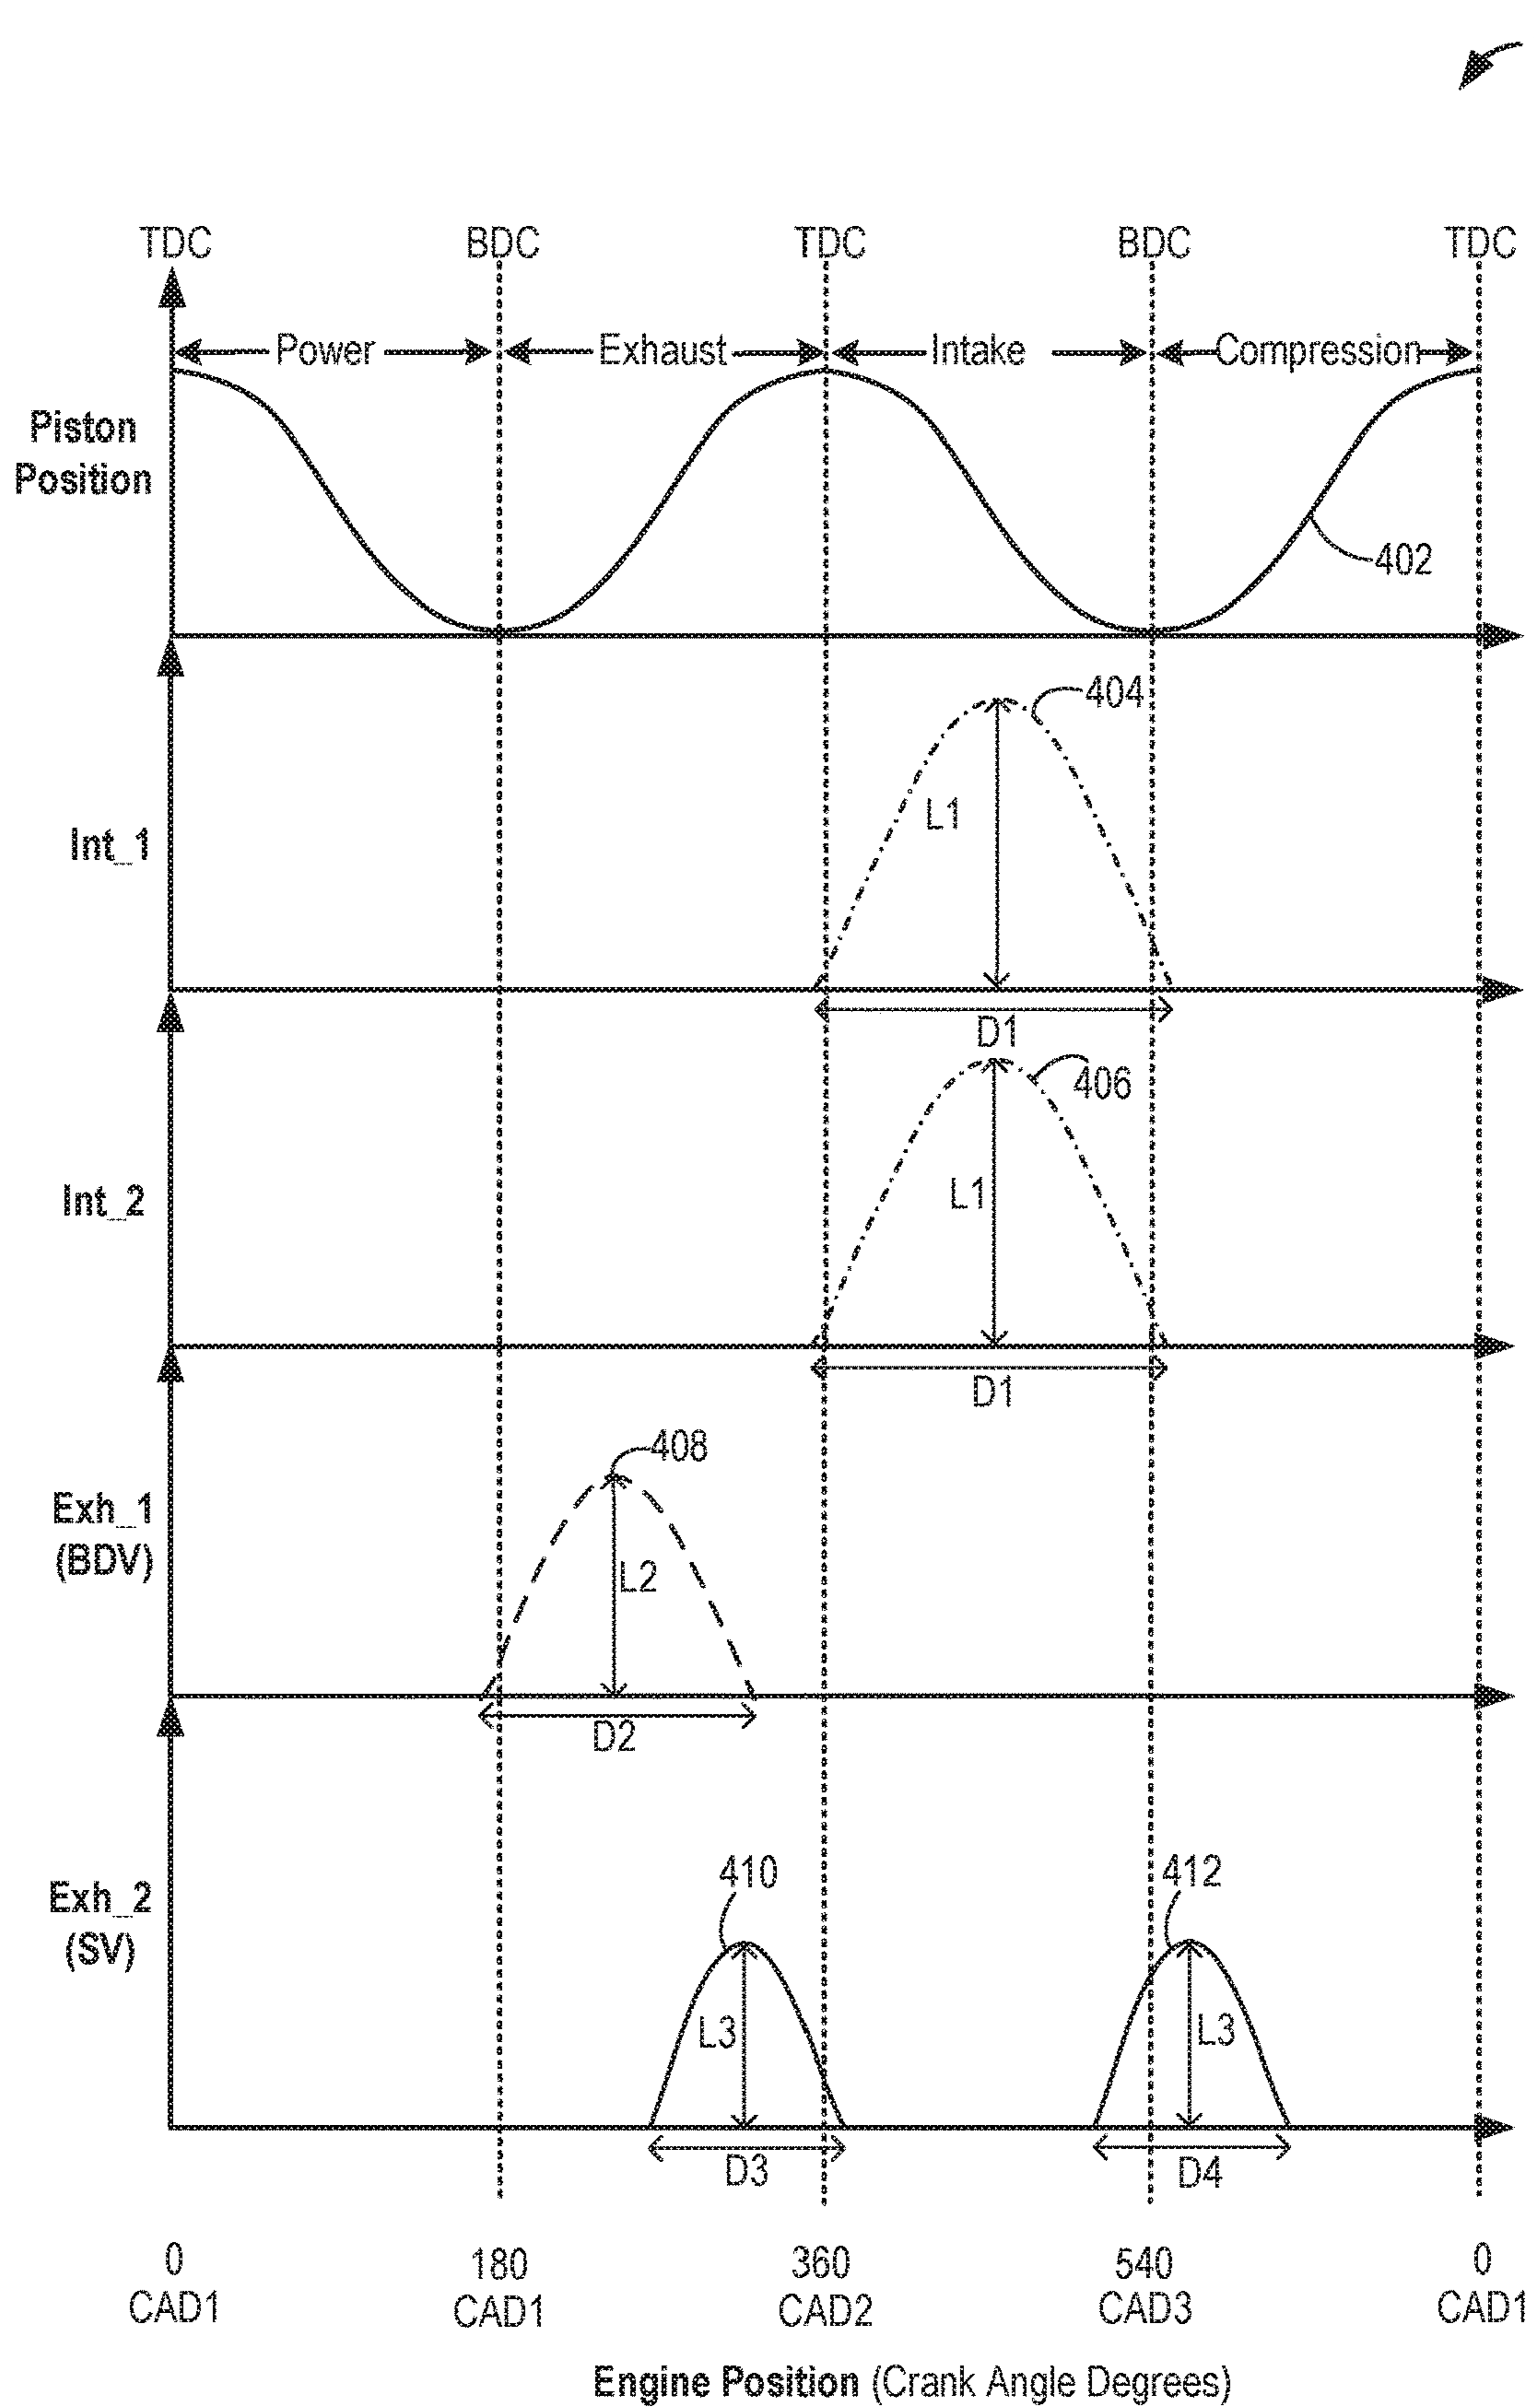 TDC BDC TDC BDC TDC
Power Exhaust Intake Compression
Piston
Position
402
404
L1
Int_1
D1
406
L1
Int_2
D1
408
Exh_1
(BDV)
L2
D2
410 412
Exh_2
(SV)
L3 L3
D3 D4
0 180 360 540 0
CAD1 CAD1 CAD2 CAD3 CAD1
Engine Position (Crank Angle Degrees)